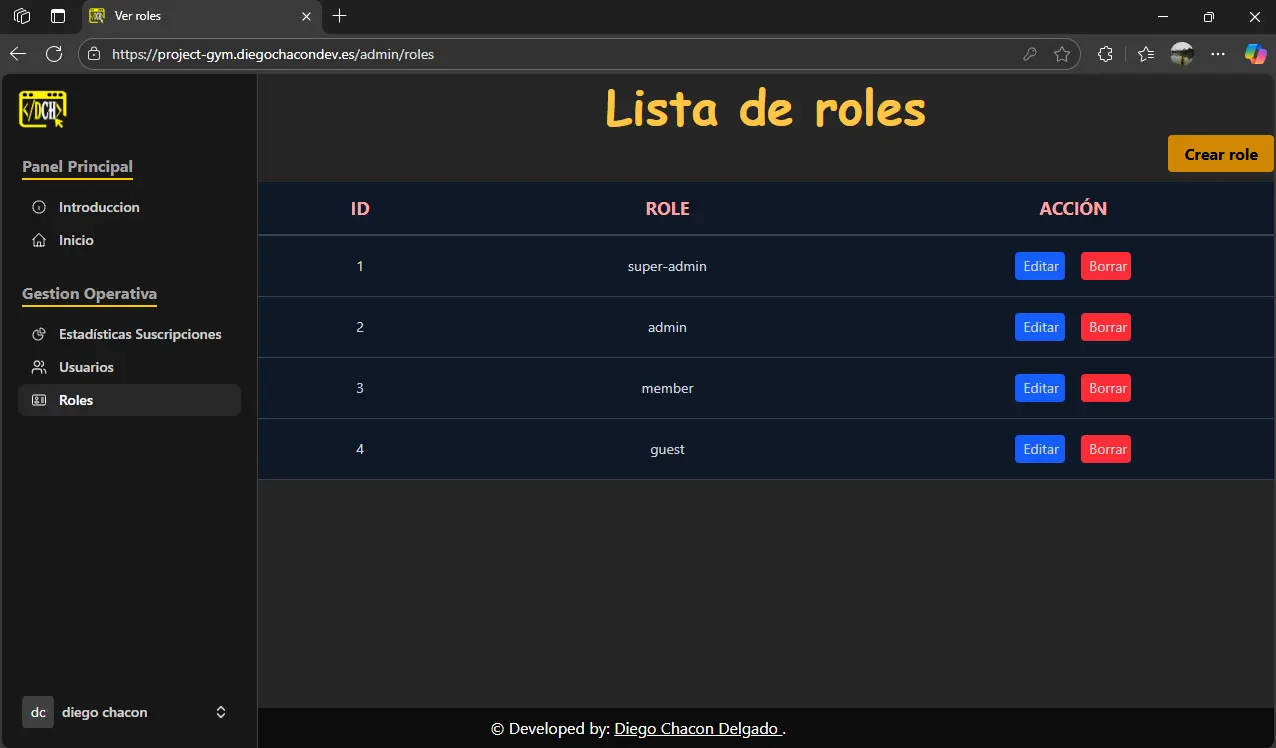 Ver roles
https://project-gym.diegochacondev.es/admin/roles
</DCH>
Panel Principal
Introduccion
Inicio
Gestion Operativa
Estadísticas Suscripciones
Usuarios
Roles
dc diego chacon
Lista de roles
Crear role
ID ROLE ACCIÓN
1 super-admin Editar Borrar
2 admin Editar Borrar
3 member Editar Borrar
4 guest Editar Borrar
© Developed by: Diego Chacon Delgado .